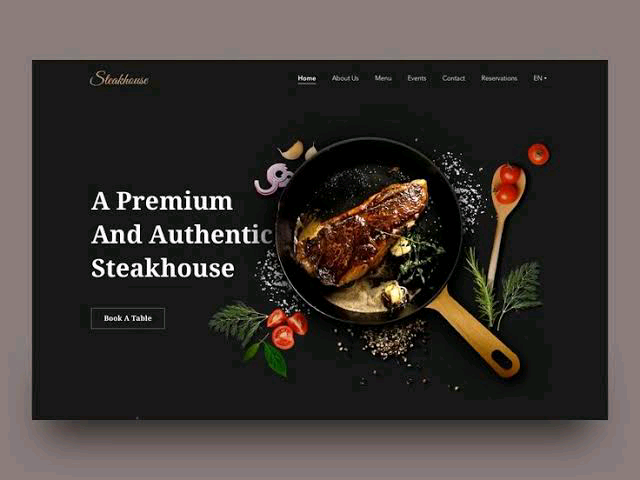 Steakhouse
Home About Us Menu Events Contact Reservations EN
A Premium
And Authentic
Steakhouse
Book A Table